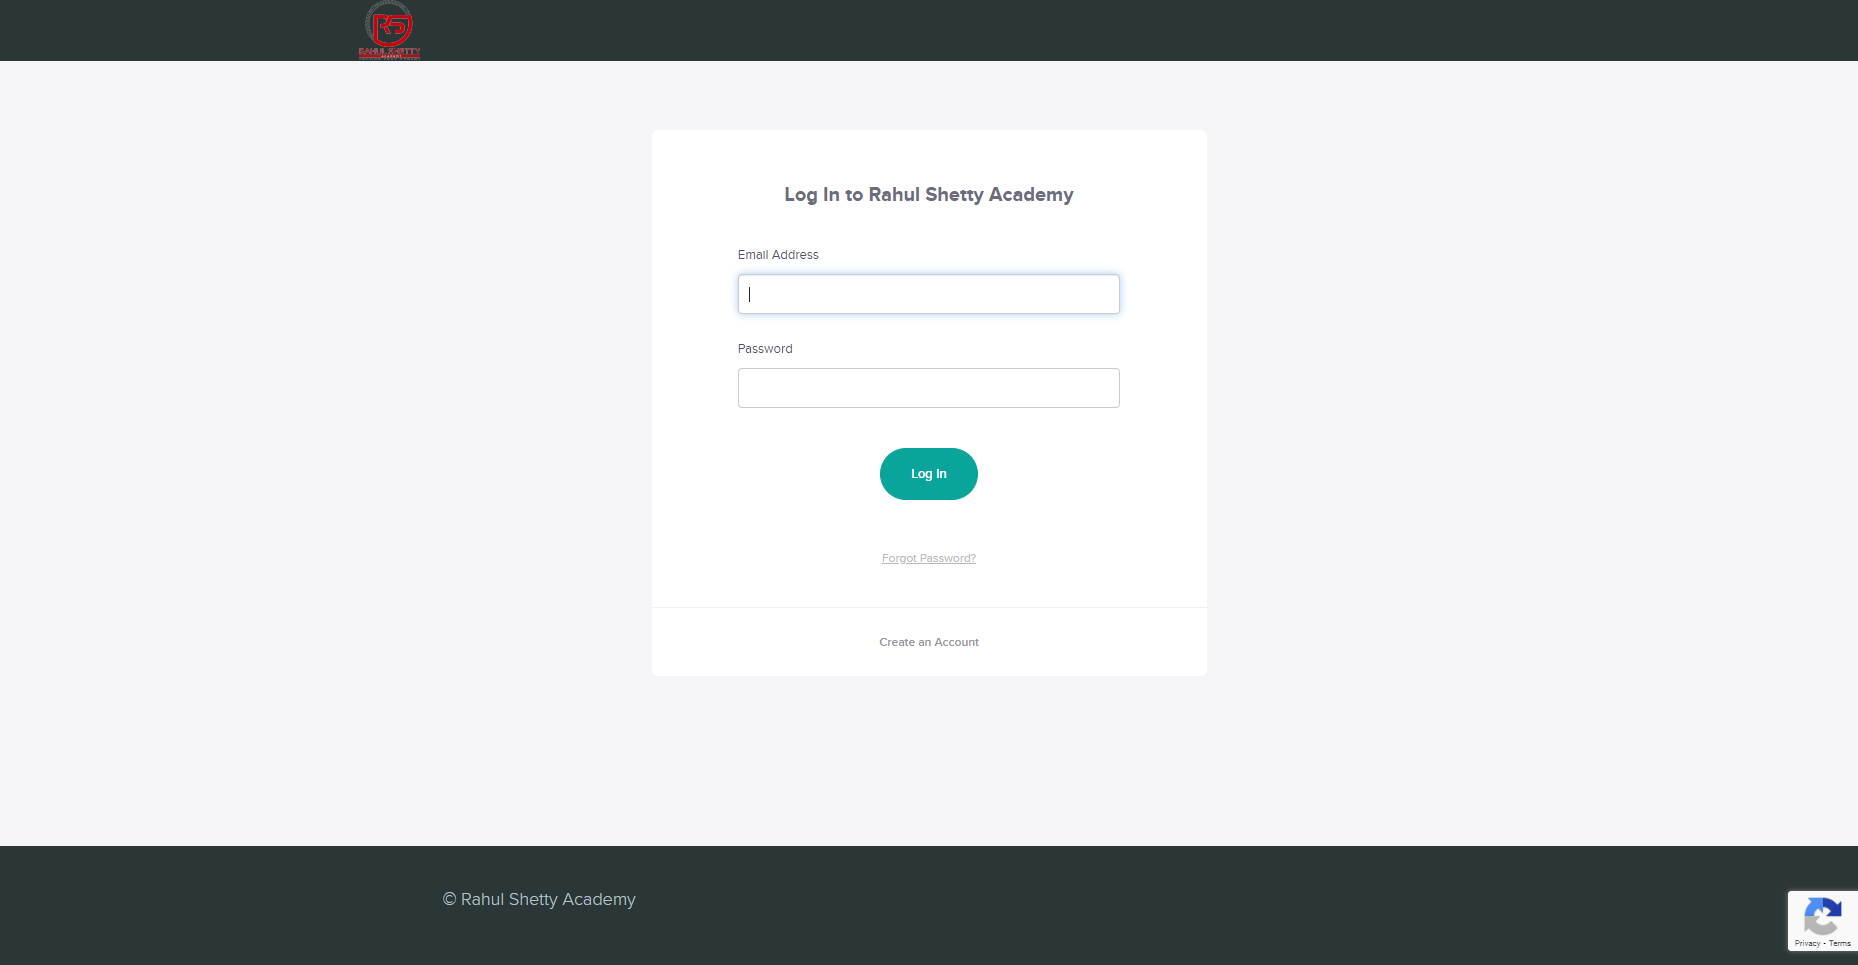 RS
RAHUL SHETTY
Log In to Rahul Shetty Academy
Email Address
Password
Log In
Forgot Password?
Create an Account
© Rahul Shetty Academy
Privacy - Terms